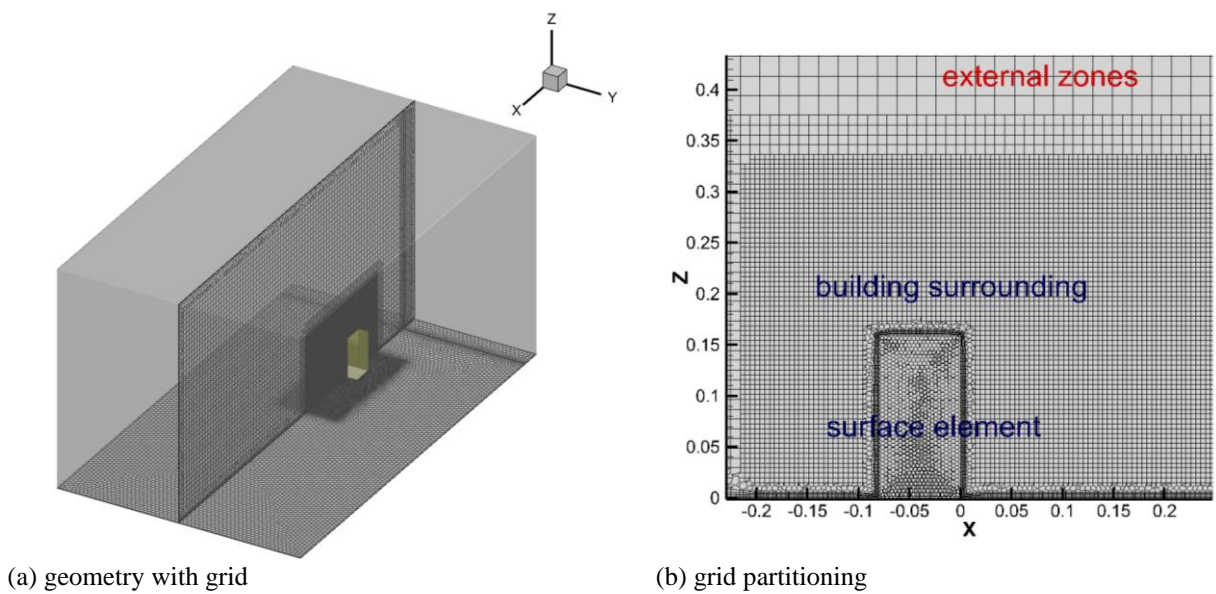 Z
X
Y
external zones
building surrounding
surface element
0.4
0.35
0.3
0.25
0.2
0.15
0.1
0.05
0
Z
-0.2 -0.15 -0.1 -0.05 0 0.05 0.1 0.15 0.2
X
(a) geometry with grid
(b) grid partitioning